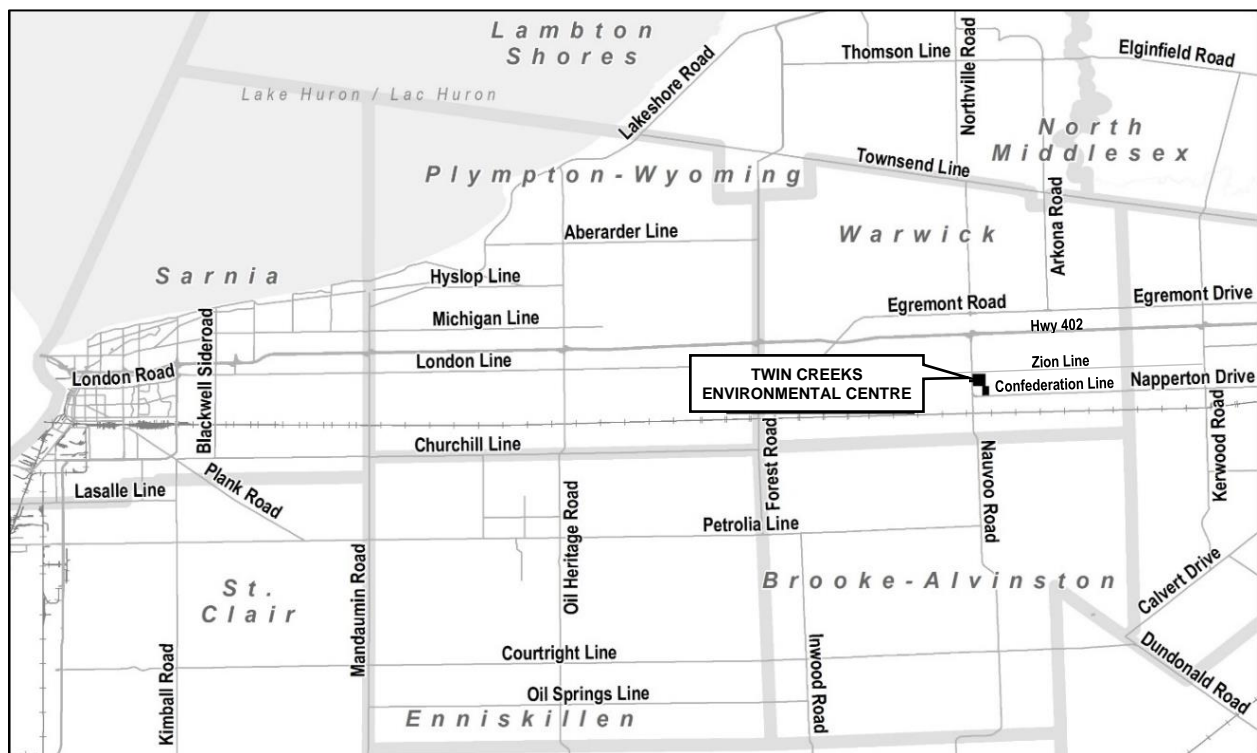 Lambton
Shores
Thomson Line
Northville Road
Elginfield Road
Lakeshore Road
Lake Huron / Lac Huron
North
Middlesex
Townsend Line
Plympton-Wyoming
Arkona Road
Aberarder Line
Warwick
Sarnia
Hyslop Line
Egremont Road
Egremont Drive
Michigan Line
Blackwell Sideroad
Hwy 402
London Line
London Road
Zion Line
TWIN CREEKS
ENVIRONMENTAL CENTRE
Confederation Line
Napperton Drive
Churchill Line
Forest Road
Nauvoo Road
Kerwood Road
Lasalle Line
Plank Road
Oil Heritage Road
Petrolia Line
Mandaumin Road
St.
Clair
Brooke-Alvinston
Calvert Drive
Kimball Road
Courtright Line
Inwood Road
Dundonald Road
Oil Springs Line
Enniskillen